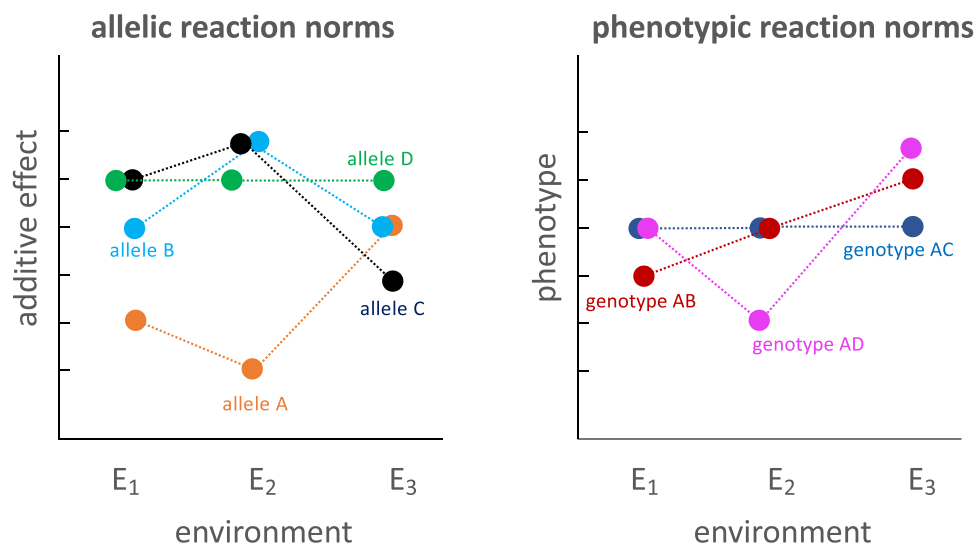 allelic reaction norms
additive effect
allele D
allele B
allele C
allele A
E₁
E₂
E₃
environment
phenotypic reaction norms
phenotype
genotype AC
genotype AB
genotype AD
E₁
E₂
E₃
environment